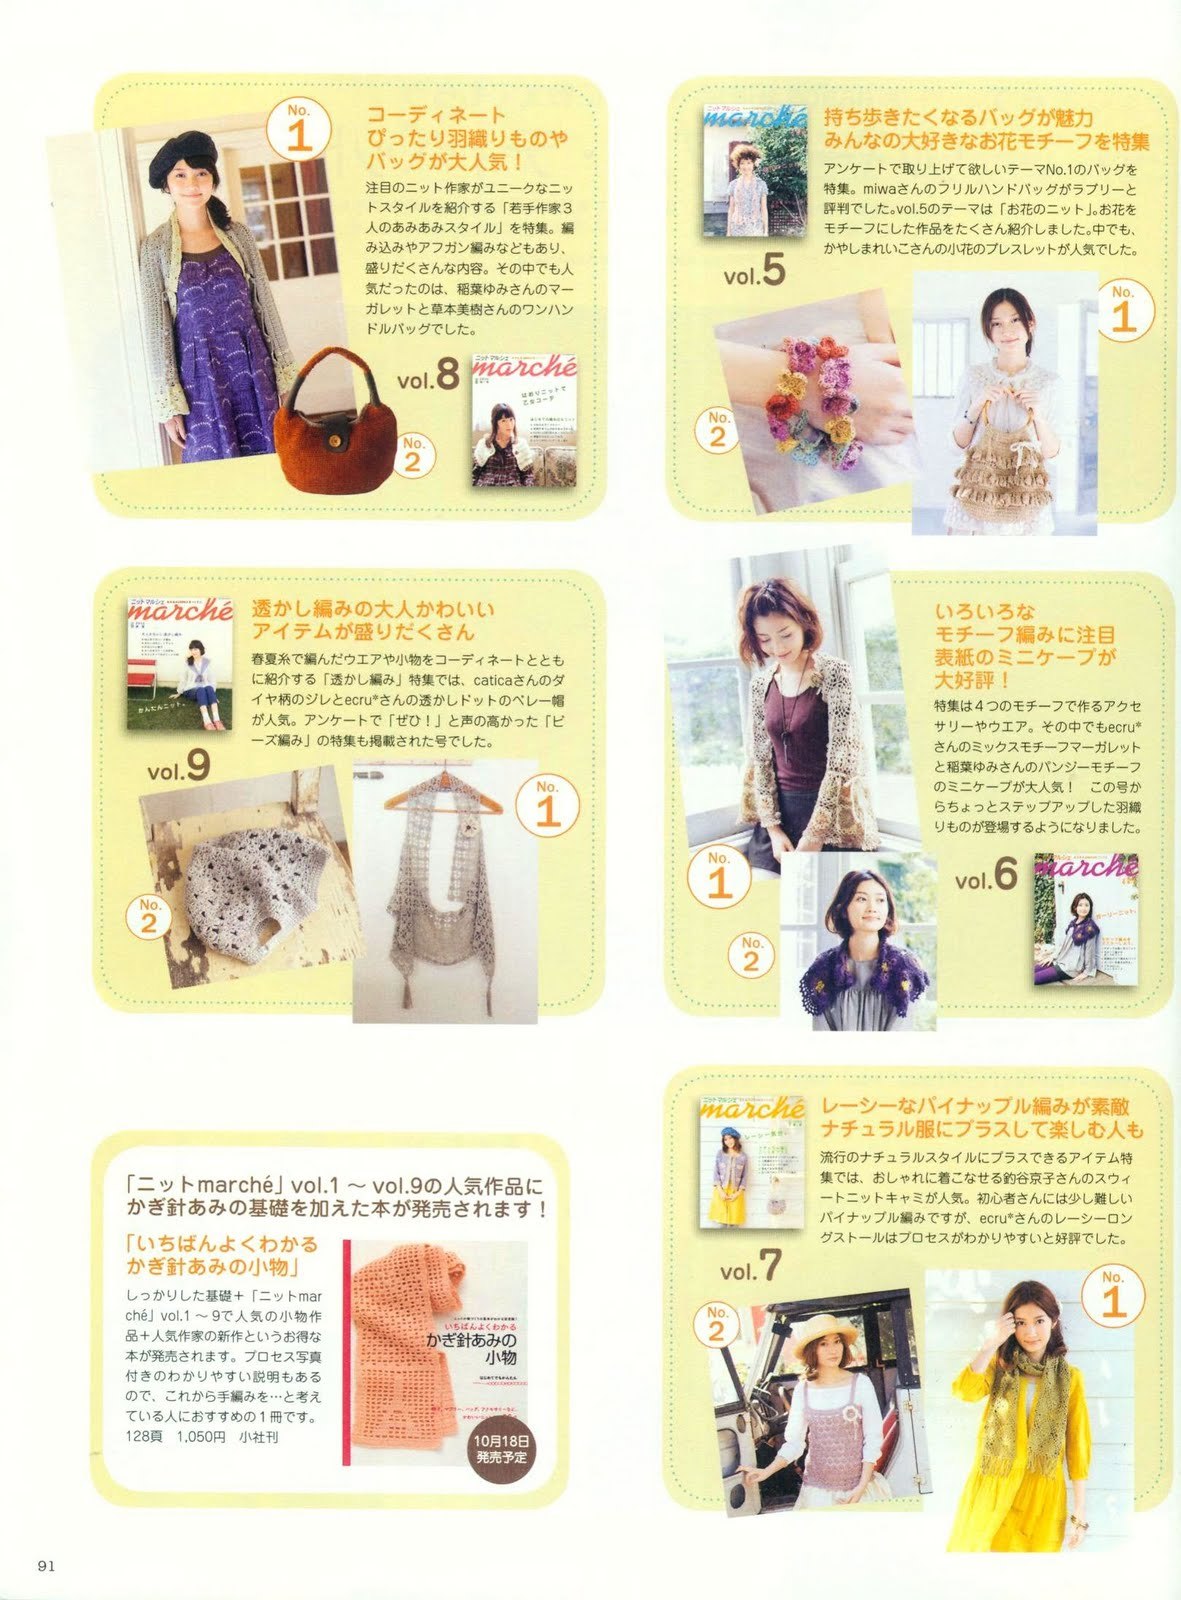 No.
1
コーディネート
ぴったり羽織りものや
バッグが大人気！
注目のニット作家がユニークなニッ
トスタイルを紹介する「若手作家３
人のあみあみスタイル」を特集。編
み込みやアフガン編みなどもあり、
盛りだくさんな内容。その中でも人
気だったのは、稲葉ゆみさんのマー
ガレットと草本美樹さんのワンハン
ドルバッグでした。
vol.8
No.
2
ニットマルシェ
marché
はおりニットで
乙女コーデ
ニットマルシェ
marché
持ち歩きたくなるバッグが魅力
みんなの大好きなお花モチーフを特集
アンケートで取り上げて欲しいテーマNo.1のバッグを
特集。miwaさんのフリルハンドバッグがラブリーと
評判でした。vol.5のテーマは「お花のニット」。お花を
モチーフにした作品をたくさん紹介しました。中でも、
かやしまれいこさんの小花のブレスレットが人気でした。
vol.5
No.
1
No.
2
ニットマルシェ
marché
かんたんニット。
透かし編みの大人かわいい
アイテムが盛りだくさん
春夏糸で編んだウエアや小物をコーディネートととも
に紹介する「透かし編み」特集では、caticaさんのダ
イヤ柄のジレとecru*さんの透かしドットのベレー帽
が人気。アンケートで「ぜひ！」と声の高かった「ビ
ーズ編み」の特集も掲載された号でした。
vol.9
No.
1
No.
2
いろいろな
モチーフ編みに注目
表紙のミニケープが
大好評！
特集は４つのモチーフで作るアクセ
サリーやウエア。その中でもecru*
さんのミックスモチーフマーガレット
と稲葉ゆみさんのパンジーモチーフ
のミニケープが大人気！　この号か
らちょっとステップアップした羽織
りものが登場するようになりました。
No.
1
No.
2
vol.6
marché
ガーリーニット。
ニットマルシェ
marché
レーシーなパイナップル編みが素敵
ナチュラル服にプラスして楽しむ人も
流行のナチュラルスタイルにプラスできるアイテム特
集では、おしゃれに着こなせる釣谷京子さんのスウィ
ートニットキャミが人気。初心者さんには少し難しい
パイナップル編みですが、ecru*さんのレーシーロン
グストールはプロセスがわかりやすいと好評でした。
vol.7
No.
1
No.
2
「ニットmarché」vol.1 ～ vol.9の人気作品に
かぎ針あみの基礎を加えた本が発売されます！
「いちばんよくわかる
かぎ針あみの小物」
しっかりした基礎＋「ニットmar
ché」vol.1 ～ 9で人気の小物作
品＋人気作家の新作というお得な
本が発売されます。プロセス写真
付きのわかりやすい説明もある
ので、これから手編みを…と考え
ている人におすすめの１冊です。
128頁　1,050円　小社刊
いちばんよくわかる
かぎ針あみの
小物
はじめてでもかんたん
10月18日
発売予定
91